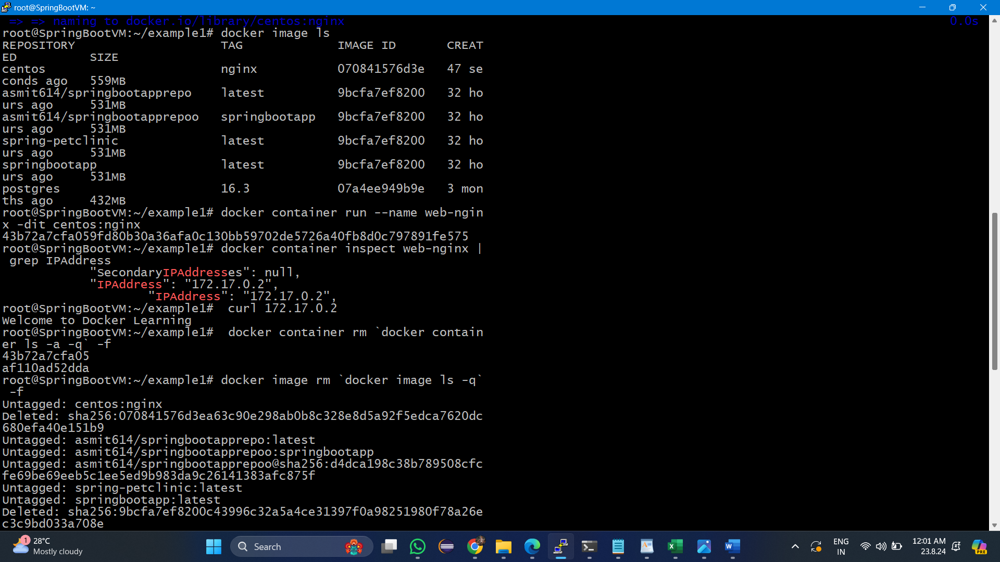 root@SpringBootVM: ~
=> => naming to docker.io/library/centos:nginx 0.0s
root@SpringBootVM:~/example1# docker image ls
REPOSITORY TAG IMAGE ID CREAT
ED SIZE
centos nginx 070841576d3e 47 se
conds ago 559MB
asmit614/springbootapprepo latest 9bcfa7ef8200 32 ho
urs ago 531MB
asmit614/springbootapprepoo springbootapp 9bcfa7ef8200 32 ho
urs ago 531MB
spring-petclinic latest 9bcfa7ef8200 32 ho
urs ago 531MB
springbootapp latest 9bcfa7ef8200 32 ho
urs ago 531MB
postgres 16.3 07a4ee949b9e 3 mon
ths ago 432MB
root@SpringBootVM:~/example1# docker container run --name web-ngin
x -dit centos:nginx
43b72a7cfa059fd80b30a36afa0c130bb59702de5726a40fb8d0c797891fe575
root@SpringBootVM:~/example1# docker container inspect web-nginx |
 grep IPAddress
"SecondaryIPAddresses": null,
"IPAddress": "172.17.0.2",
"IPAddress": "172.17.0.2",
root@SpringBootVM:~/example1#  curl 172.17.0.2
Welcome to Docker Learning
root@SpringBootVM:~/example1#  docker container rm `docker contain
er ls -a -q` -f
43b72a7cfa05
af110ad52dda
root@SpringBootVM:~/example1# docker image rm `docker image ls -q`
 -f
Untagged: centos:nginx
Deleted: sha256:070841576d3ea63c90e298ab0b8c328e8d5a92f5edca7620dc
680efa40e151b9
Untagged: asmit614/springbootapprepo:latest
Untagged: asmit614/springbootapprepoo:springbootapp
Untagged: asmit614/springbootapprepoo@sha256:d4dca198c38b789508cfc
fe69be69eeb5c1ee5ed9b983da9c26141383afc875f
Untagged: spring-petclinic:latest
Untagged: springbootapp:latest
Deleted: sha256:9bcfa7ef8200c43996c32a5a4ce31397f0a98251980f78a26e
c3c9bd033a708e
1
28°C
Mostly cloudy
Search
ENG
IN
12:01 AM
23.8.24
PRE